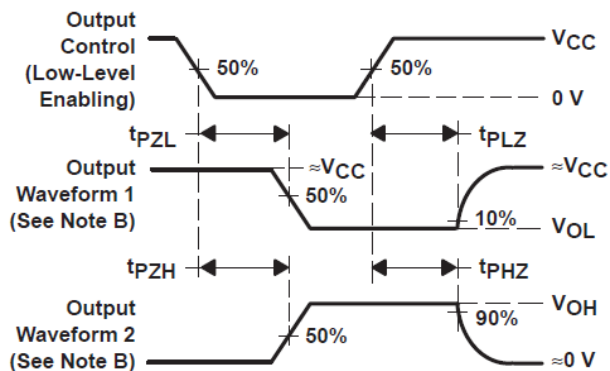 Output
Control
(Low-Level
Enabling)
50%
50%
VCC
0 V
tPZL
tPLZ
Output
Waveform 1
(See Note B)
≈VCC
50%
≈VCC
10%
VOL
tPZH
tPHZ
Output
Waveform 2
(See Note B)
50%
VOH
90%
≈0 V